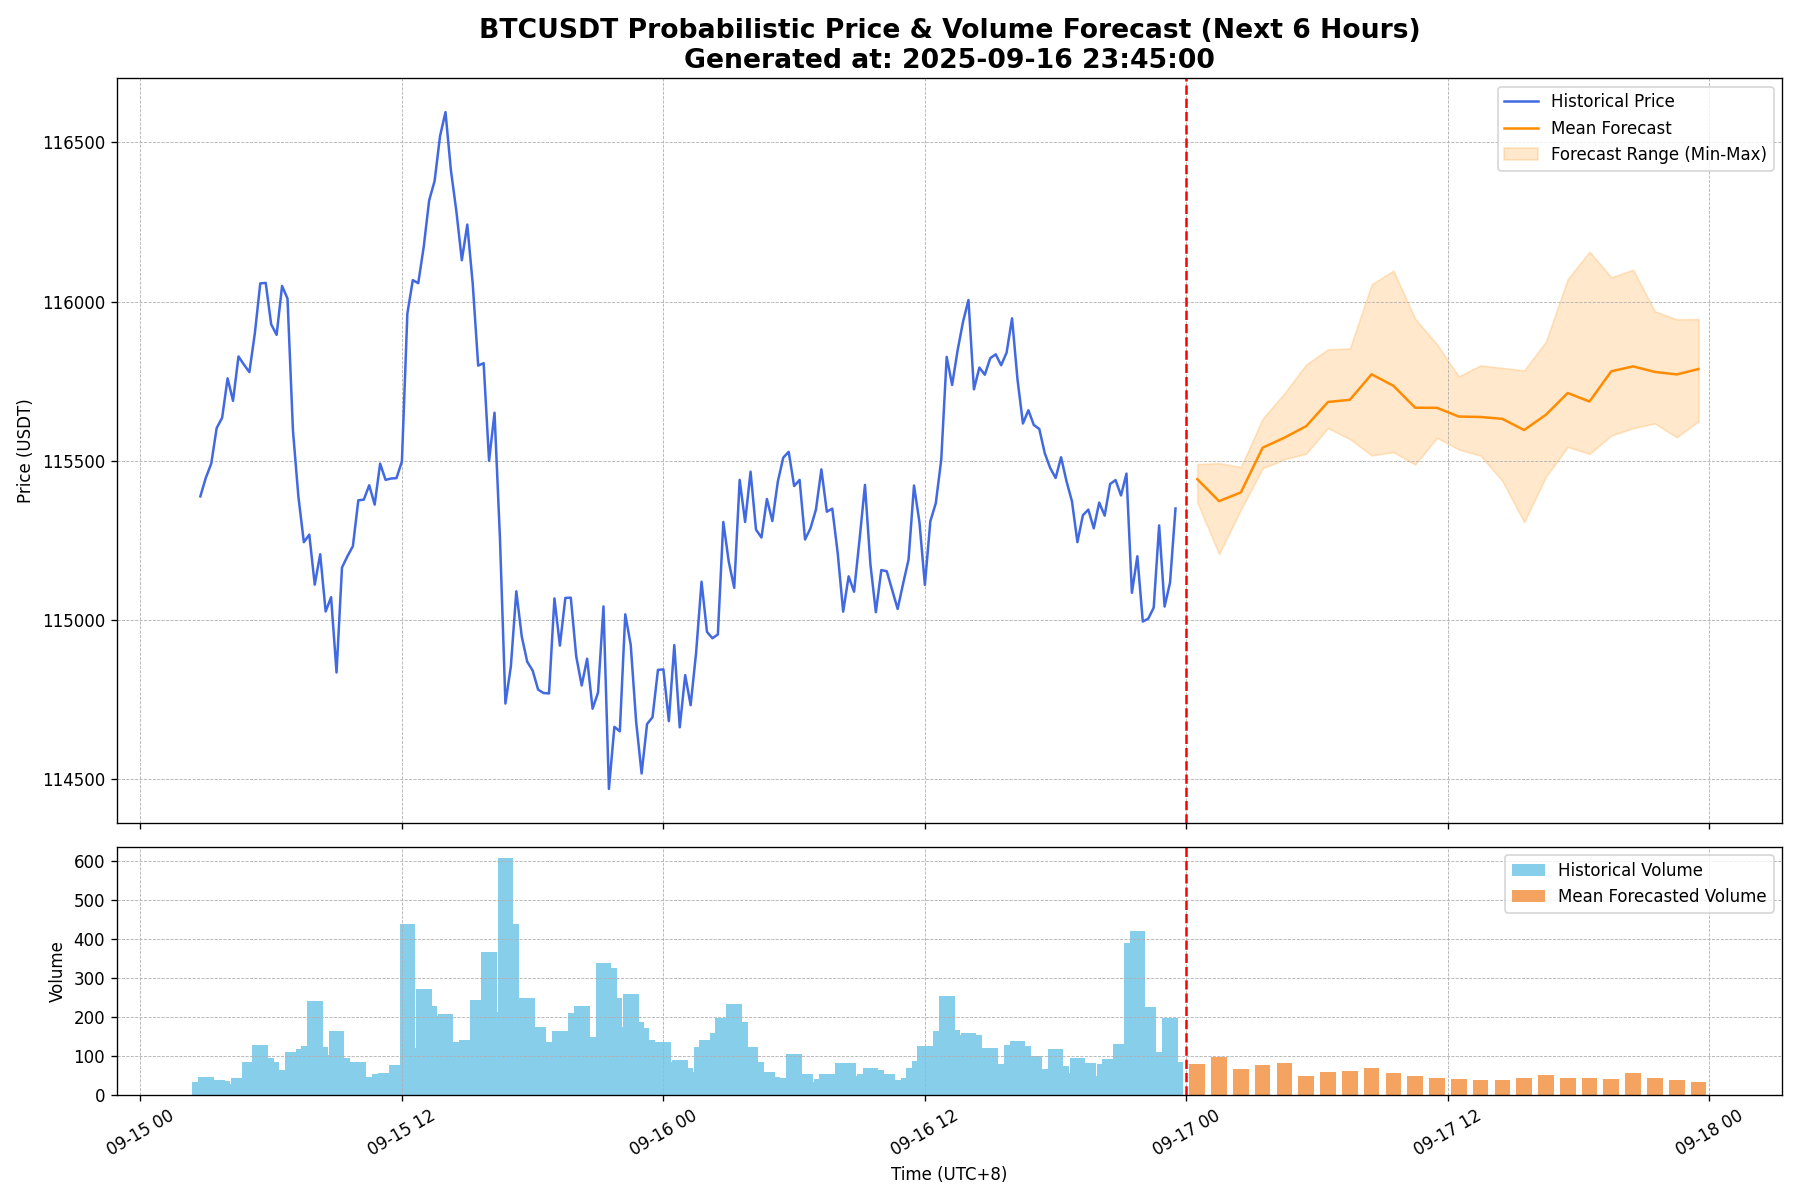 BTCUSDT Probabilistic Price & Volume Forecast (Next 6 Hours)
Generated at: 2025-09-16 23:45:00
Historical Price
Mean Forecast
Forecast Range (Min-Max)
Price (USDT)
116500
116000
115500
115000
114500
Historical Volume
Mean Forecasted Volume
Volume
600
500
400
300
200
100
0
09-15 00
09-15 12
09-16 00
09-16 12
09-17 00
09-17 12
09-18 00
Time (UTC+8)